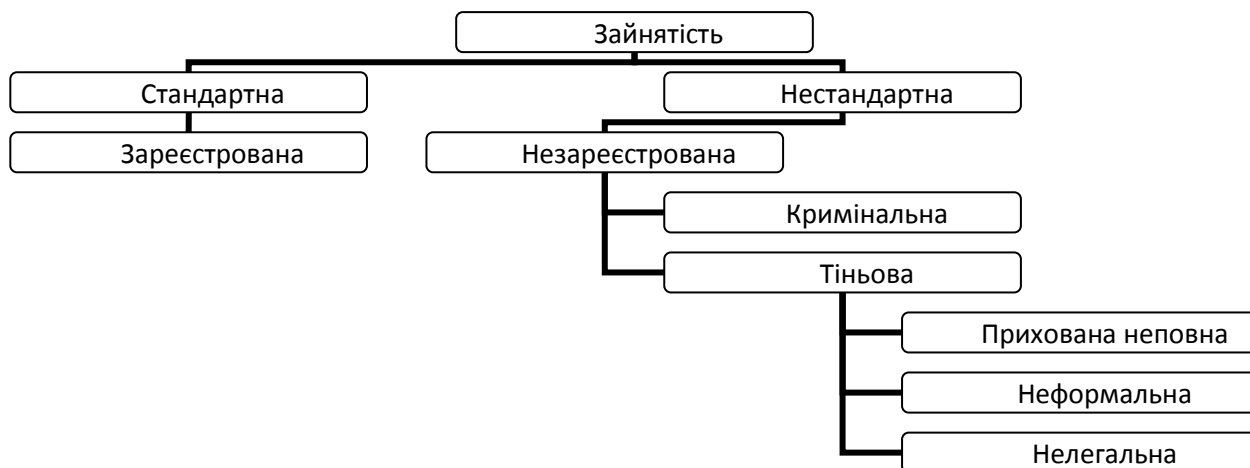 Зайнятість
Стандартна
Нестандартна
Зареєстрована
Незареєстрована
Кримінальна
Тіньова
Прихована неповна
Неформальна
Нелегальна